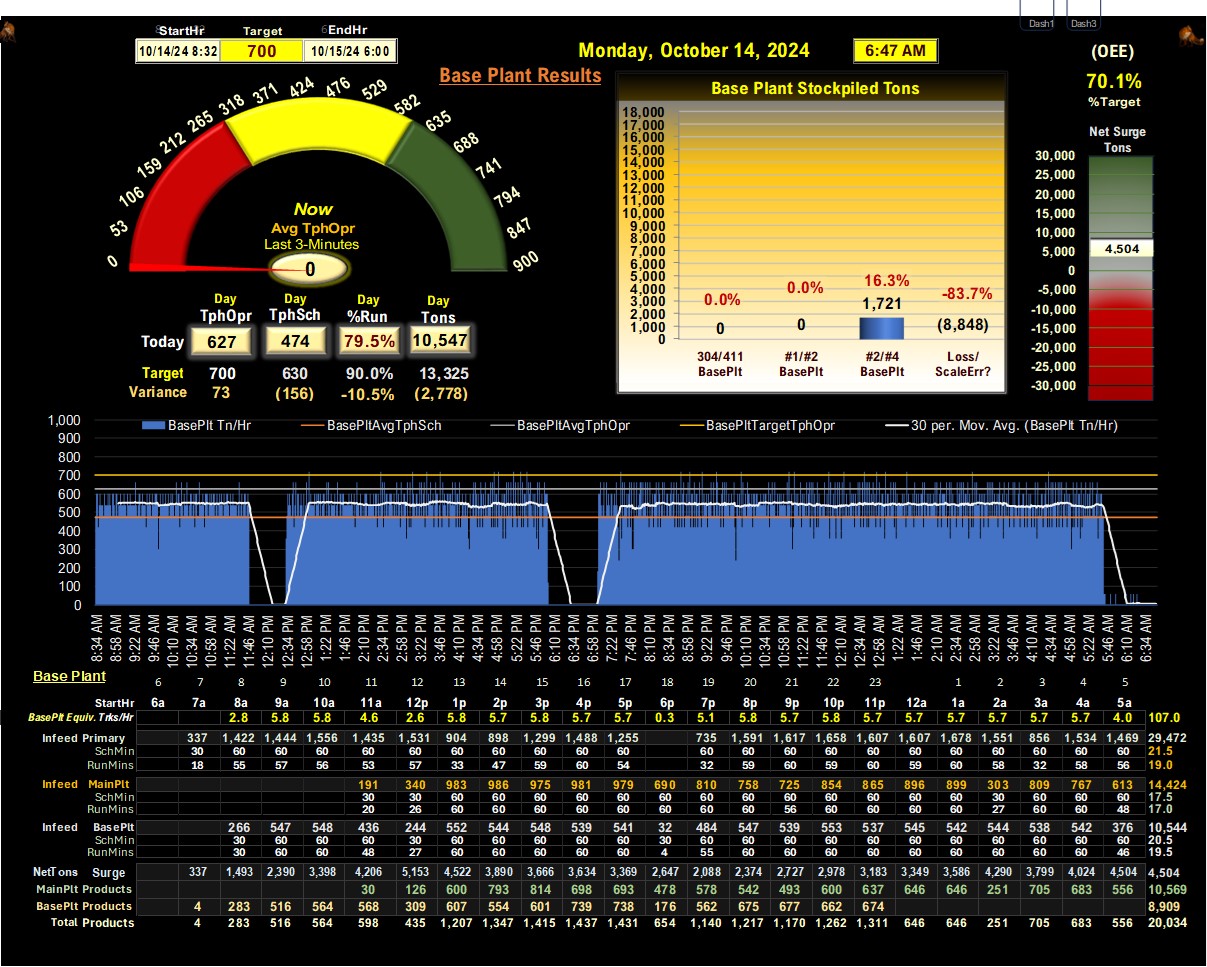 Dash1 Dash3
StartHr Target EndHr
10/14/24 8:32 700 10/15/24 6:00
Monday, October 14, 2024 6:47 AM (OEE)
70.1%
%Target
Base Plant Results
Base Plant Stockpiled Tons
0 53 106 159 212 265 318 371 424 476 529 582 635 688 741 794 847 900
Now
Avg TphOpr
Last 3-Minutes
0
18,000
17,000
16,000
15,000
14,000
13,000
12,000
11,000
10,000
9,000
8,000
7,000
6,000
5,000
4,000
3,000
2,000
1,000
0
0.0% 0.0% 16.3% -83.7%
0 0 1,721 (8,848)
304/411 #1/#2 #2/#4 Loss/
BasePlt BasePlt BasePlt ScaleErr?
Net Surge
Tons
30,000
25,000
20,000
15,000
10,000
5,000
0
-5,000
-10,000
-15,000
-20,000
-25,000
-30,000
4,504
Day Day Day Day
TphOpr TphSch %Run Tons
Today 627 474 79.5% 10,547
Target 700 630 90.0% 13,325
Variance 73 (156) -10.5% (2,778)
BasePlt Tn/Hr BasePltAvgTphSch BasePltAvgTphOpr BasePltTargetTphOpr 30 per. Mov. Avg. (BasePlt Tn/Hr)
1,000
900
800
700
600
500
400
300
200
100
0
8:34 AM 8:58 AM 9:22 AM 9:46 AM 10:10 AM 10:34 AM 10:58 AM 11:22 AM 11:46 AM 12:10 PM 12:34 PM 12:58 PM 1:22 PM 1:46 PM 2:10 PM 2:34 PM 2:58 PM 3:22 PM 3:46 PM 4:10 PM 4:34 PM 4:58 PM 5:22 PM 5:46 PM 6:10 PM 6:34 PM 6:58 PM 7:22 PM 7:46 PM 8:10 PM 8:34 PM 8:58 PM 9:22 PM 9:46 PM 10:10 PM 10:34 PM 10:58 PM 11:22 PM 11:46 PM 12:10 AM 12:34 AM 12:58 AM 1:22 AM 1:46 AM 2:10 AM 2:34 AM 2:58 AM 3:22 AM 3:46 AM 4:10 AM 4:34 AM 4:58 AM 5:22 AM 5:46 AM 6:10 AM 6:34 AM
Base Plant
6 7 8 9 10 11 12 13 14 15 16 17 18 19 20 21 22 23 1 2 3 4 5
StartHr 6a 7a 8a 9a 10a 11a 12p 1p 2p 3p 4p 5p 6p 7p 8p 9p 10p 11p 12a 1a 2a 3a 4a 5a
BasePlt Equiv. Trks/Hr 2.8 5.8 5.8 4.6 2.6 5.8 5.7 5.8 5.7 5.7 0.3 5.1 5.8 5.7 5.8 5.7 5.7 5.7 5.7 5.7 5.7 4.0 107.0
Infeed Primary 337 1,422 1,444 1,556 1,435 1,531 904 898 1,299 1,488 1,255 735 1,591 1,617 1,658 1,607 1,607 1,678 1,551 856 1,534 1,469 29,472
SchMin 30 60 60 60 60 60 60 60 60 60 60 60 60 60 60 60 60 60 60 60 60 60 21.5
RunMins 18 55 57 56 53 57 33 47 59 60 54 32 59 60 59 60 59 60 58 32 58 56 19.0
Infeed MainPlt 191 340 983 986 975 981 978 690 810 758 725 854 865 896 899 303 809 767 613 14,424
SchMin 30 30 60 60 60 60 60 60 60 60 60 60 60 60 60 30 60 60 60 17.5
RunMins 20 26 60 60 60 60 60 60 60 60 56 60 60 60 60 27 60 60 48 17.0
Infeed BasePlt 266 547 548 436 244 552 544 548 539 541 32 484 547 539 553 537 545 542 544 538 542 376 10,544
SchMin 30 60 60 60 30 60 60 60 60 60 30 60 60 60 60 60 60 60 60 60 60 60 20.5
RunMins 30 60 60 48 27 60 60 60 60 60 4 55 60 60 60 60 60 60 60 60 60 46 19.5
NetTons Surge 337 1,493 2,390 3,398 4,206 5,153 4,522 3,890 3,666 3,634 3,369 2,647 2,088 2,374 2,727 2,978 3,183 3,349 3,586 4,290 3,799 4,024 4,504 4,504
MainPlt Products 30 126 600 793 814 698 693 478 578 542 493 600 637 646 646 251 705 683 556 10,569
BasePlt Products 4 283 516 564 568 309 607 554 601 739 738 176 562 675 677 662 674 8,909
Total Products 4 283 516 564 598 435 1,207 1,347 1,415 1,437 1,431 654 1,140 1,217 1,170 1,262 1,311 646 646 251 705 683 556 20,034